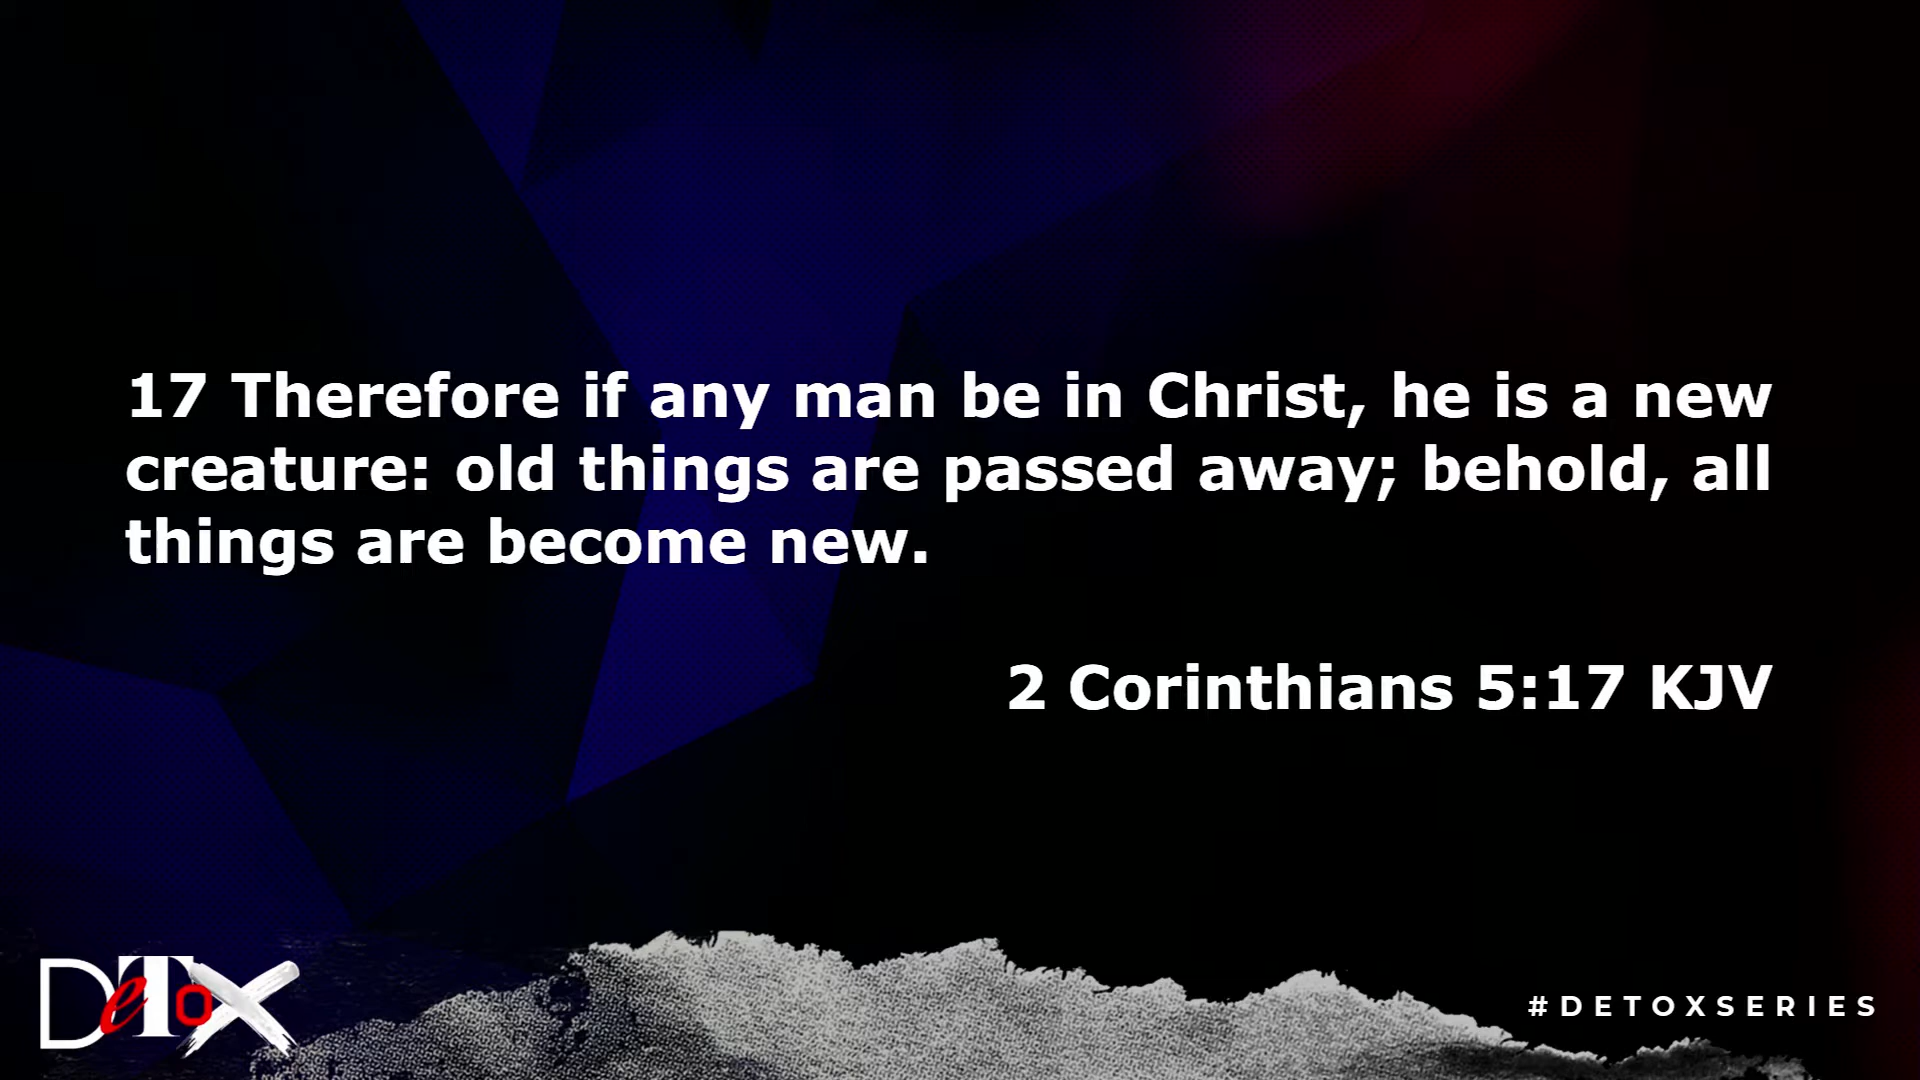 17 Therefore if any man be in Christ, he is a new
creature: old things are passed away; behold, all
things are become new.
2 Corinthians 5:17 KJV
DeToX
#DETOXSERIES